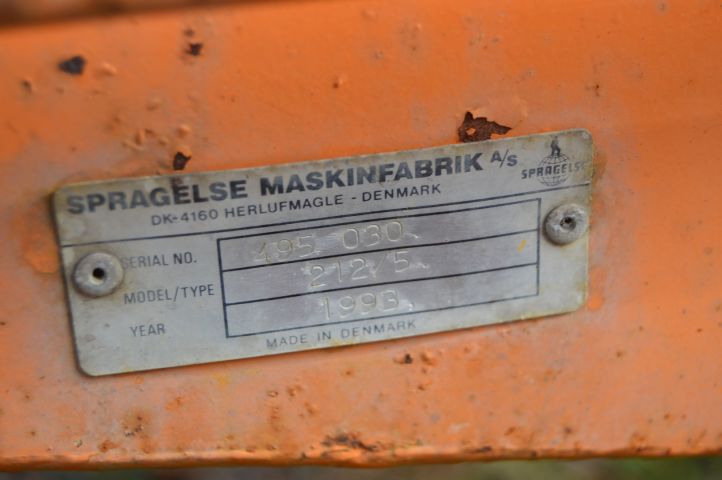 SPRAGELSE MASKINFABRIK A/S
SPRAGELSE
DK-4160 HERLUFMAGLE - DENMARK
SERIAL NO. 495 030
MODEL/TYPE 212/5
YEAR 1993
MADE IN DENMARK